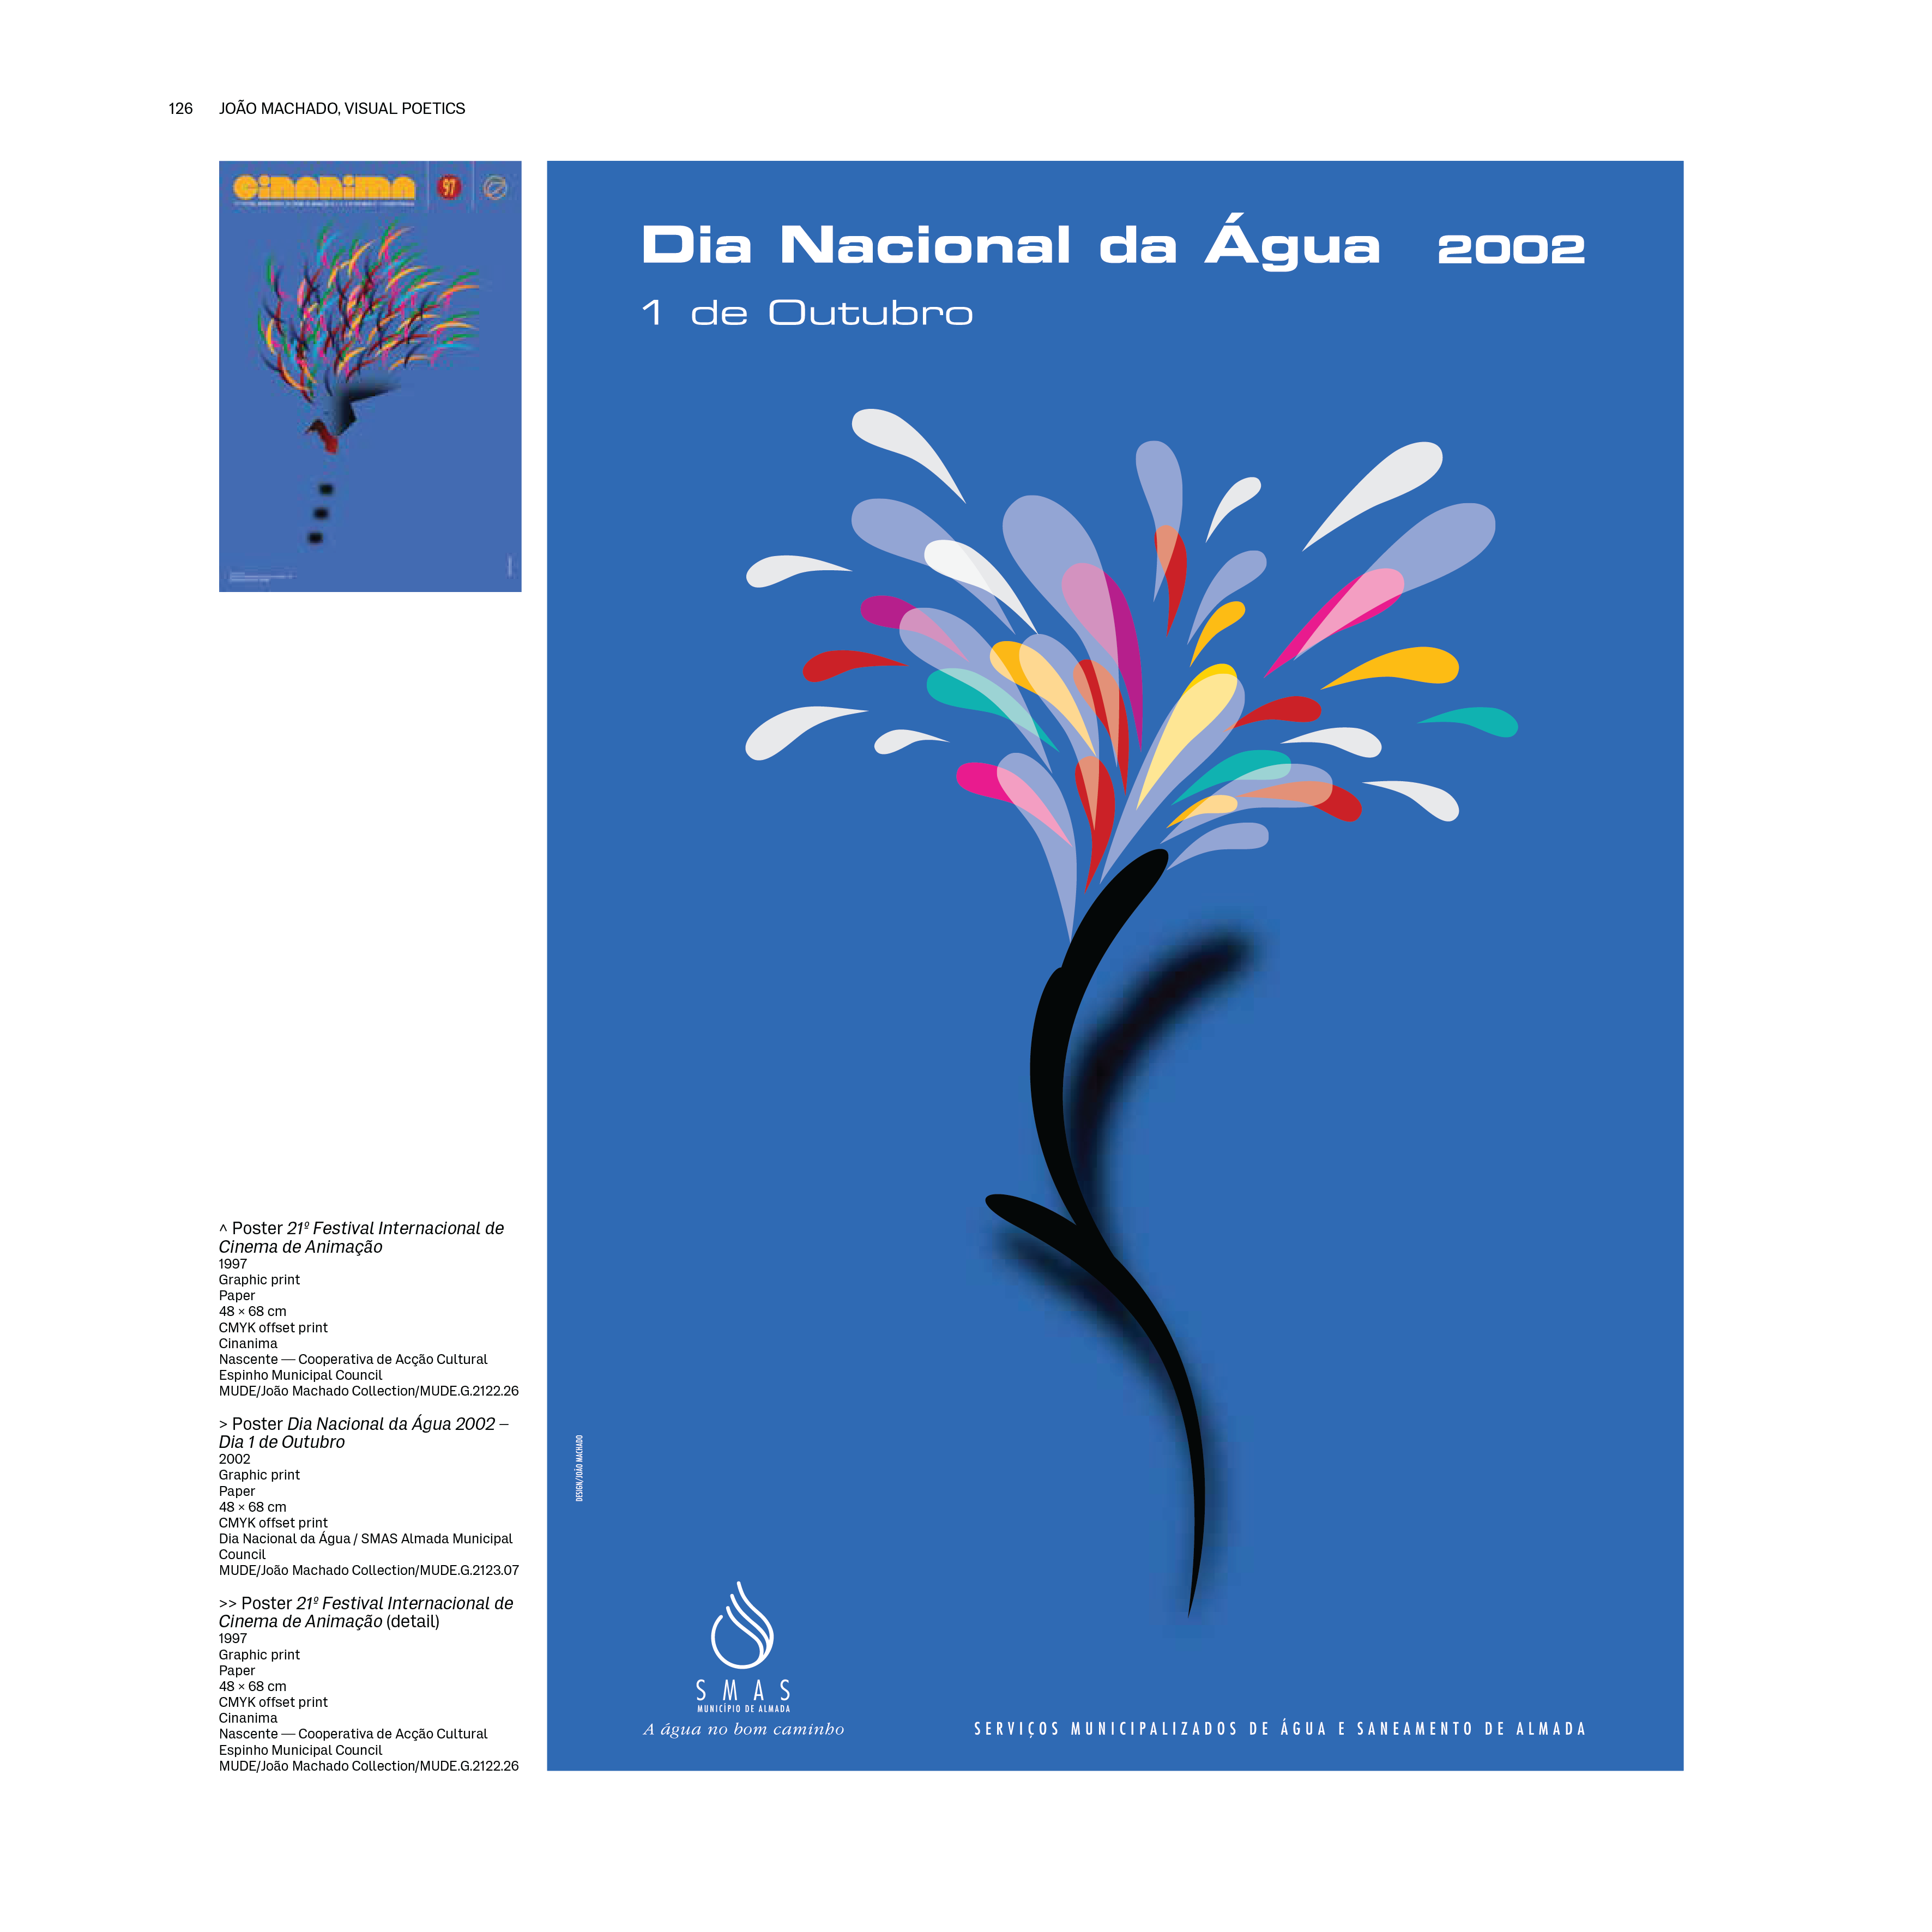 126 JOÃO MACHADO, VISUAL POETICS
cinanima
97
Dia Nacional da Água 2002
1 de Outubro
^ Poster 21º Festival Internacional de
Cinema de Animação
1997
Graphic print
Paper
48 × 68 cm
CMYK offset print
Cinanima
Nascente — Cooperativa de Acção Cultural
Espinho Municipal Council
MUDE/João Machado Collection/MUDE.G.2122.26
> Poster Dia Nacional da Água 2002 –
Dia 1 de Outubro
2002
Graphic print
Paper
48 × 68 cm
CMYK offset print
Dia Nacional da Água / SMAS Almada Municipal
Council
MUDE/João Machado Collection/MUDE.G.2123.07
>> Poster 21º Festival Internacional de
Cinema de Animação (detail)
1997
Graphic print
Paper
48 × 68 cm
CMYK offset print
Cinanima
Nascente — Cooperativa de Acção Cultural
Espinho Municipal Council
MUDE/João Machado Collection/MUDE.G.2122.26
DESIGN/JOÃO MACHADO
SMAS
MUNICÍPIO DE ALMADA
A água no bom caminho
SERVIÇOS MUNICIPALIZADOS DE ÁGUA E SANEAMENTO DE ALMADA